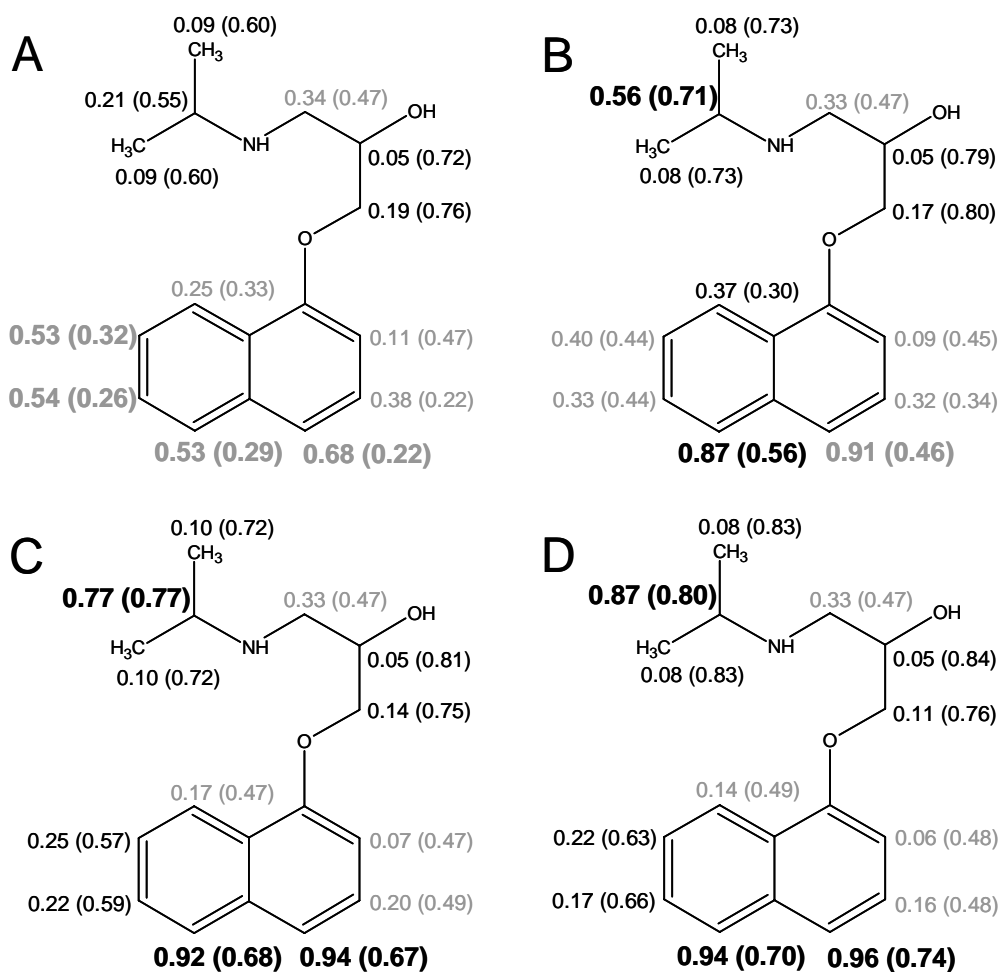 A
0.09 (0.60)
CH3
0.21 (0.55)
0.34 (0.47)
OH
H3C
NH
0.05 (0.72)
0.09 (0.60)
0.19 (0.76)
O
0.25 (0.33)
0.53 (0.32)
0.11 (0.47)
0.54 (0.26)
0.38 (0.22)
0.53 (0.29)
0.68 (0.22)
B
0.08 (0.73)
CH3
0.56 (0.71)
0.33 (0.47)
OH
H3C
NH
0.05 (0.79)
0.08 (0.73)
0.17 (0.80)
O
0.37 (0.30)
0.40 (0.44)
0.09 (0.45)
0.33 (0.44)
0.32 (0.34)
0.87 (0.56)
0.91 (0.46)
C
0.10 (0.72)
CH3
0.77 (0.77)
0.33 (0.47)
OH
H3C
NH
0.05 (0.81)
0.10 (0.72)
0.14 (0.75)
O
0.17 (0.47)
0.25 (0.57)
0.07 (0.47)
0.22 (0.59)
0.20 (0.49)
0.92 (0.68)
0.94 (0.67)
D
0.08 (0.83)
CH3
0.87 (0.80)
0.33 (0.47)
OH
H3C
NH
0.05 (0.84)
0.08 (0.83)
0.11 (0.76)
O
0.14 (0.49)
0.22 (0.63)
0.06 (0.48)
0.17 (0.66)
0.16 (0.48)
0.94 (0.70)
0.96 (0.74)